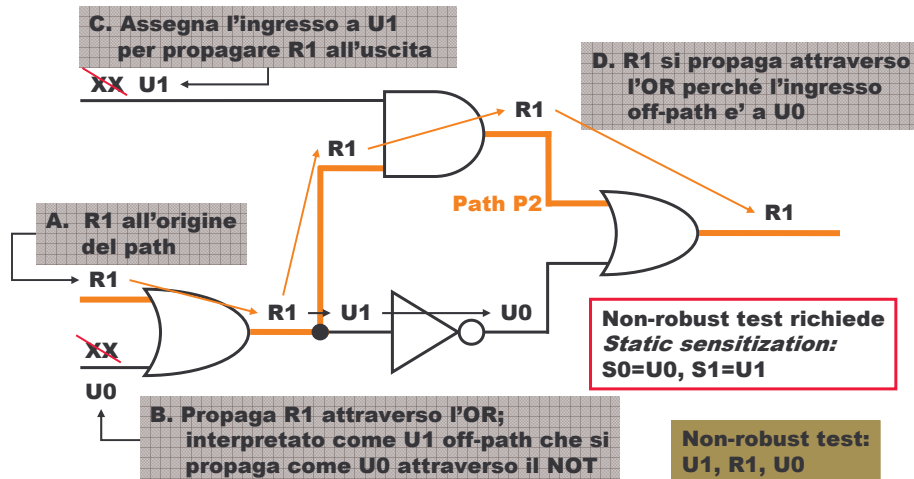 C. Assegna l'ingresso a U1
per propagare R1 all'uscita
XX U1
D. R1 si propaga attraverso
l'OR perché l'ingresso
off-path e' a U0
R1
R1
Path P2
R1
A. R1 all'origine
del path
R1
R1
U1
U0
XX
U0
Non-robust test richiede
Static sensitization:
S0=U0, S1=U1
B. Propaga R1 attraverso l'OR;
interpretato come U1 off-path che si
propaga come U0 attraverso il NOT
Non-robust test:
U1, R1, U0